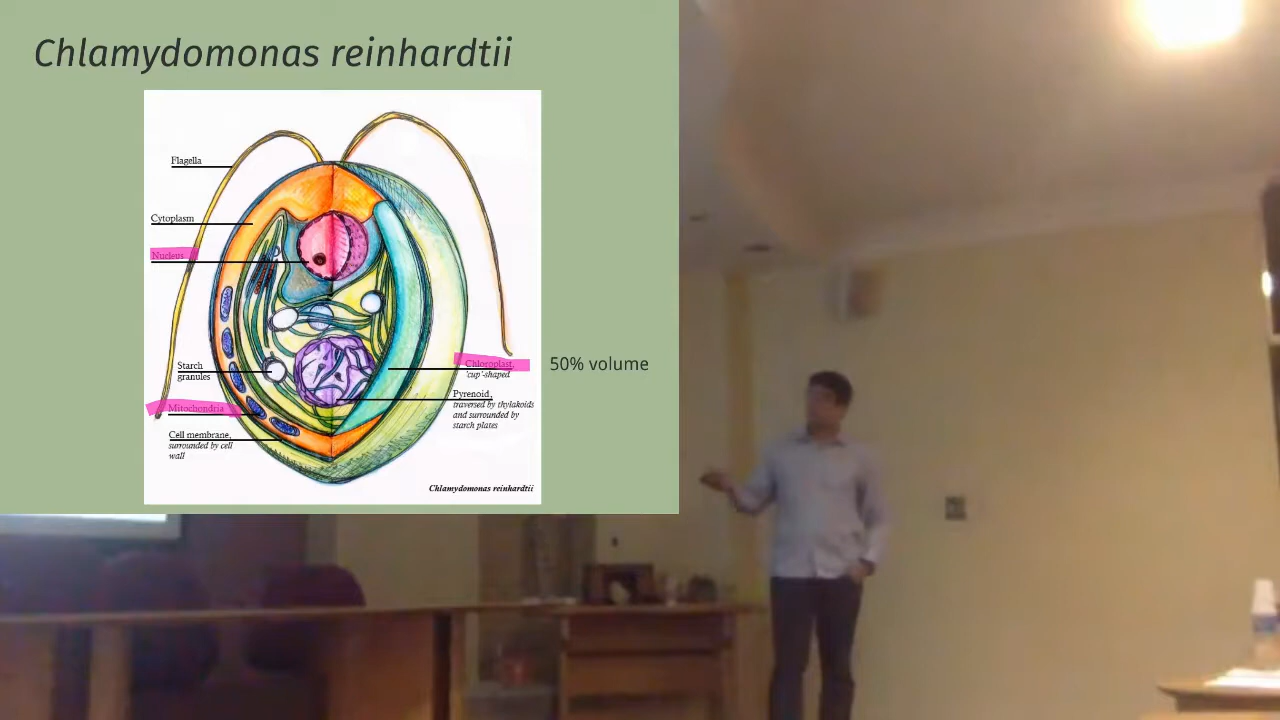 Chlamydomonas reinhardtii
Flagella
Cytoplasm
Nucleus
Starch
granules
Mitochondria
Cell membrane,
surrounded by cell
wall
Chloroplast,
'cup'-shaped
50% volume
Pyrenoid,
traversed by thylakoids
and surrounded by
starch plates
Chlamydomonas reinhardtii